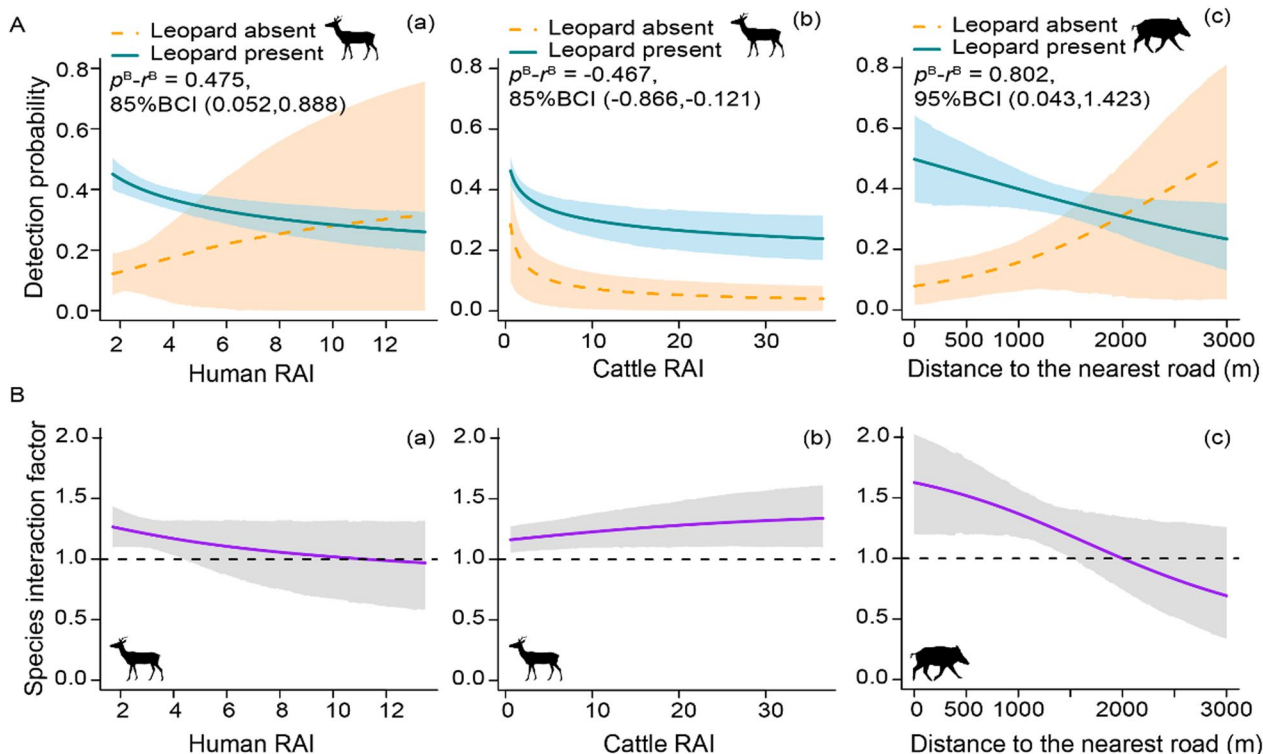 A
Leopard absent
Leopard present
(a)
pᴮ-rᴮ = 0.475,
85%BCI (0.052,0.888)
Leopard absent
Leopard present
(b)
pᴮ-rᴮ = -0.467,
85%BCI (-0.866,-0.121)
Leopard absent
Leopard present
(c)
pᴮ-rᴮ = 0.802,
95%BCI (0.043,1.423)
Detection probability
0.8
0.6
0.4
0.2
0.0
2 4 6 8 10 12
Human RAI
0.8
0.6
0.4
0.2
0.0
0 10 20 30
Cattle RAI
0.8
0.6
0.4
0.2
0.0
0 500 1000 2000 3000
Distance to the nearest road (m)
B
Species interaction factor
(a)
2.0
1.5
1.0
0.5
0.0
2 4 6 8 10 12
Human RAI
(b)
2.0
1.5
1.0
0.5
0.0
0 10 20 30
Cattle RAI
(c)
2.0
1.5
1.0
0.5
0.0
0 500 1000 2000 3000
Distance to the nearest road (m)